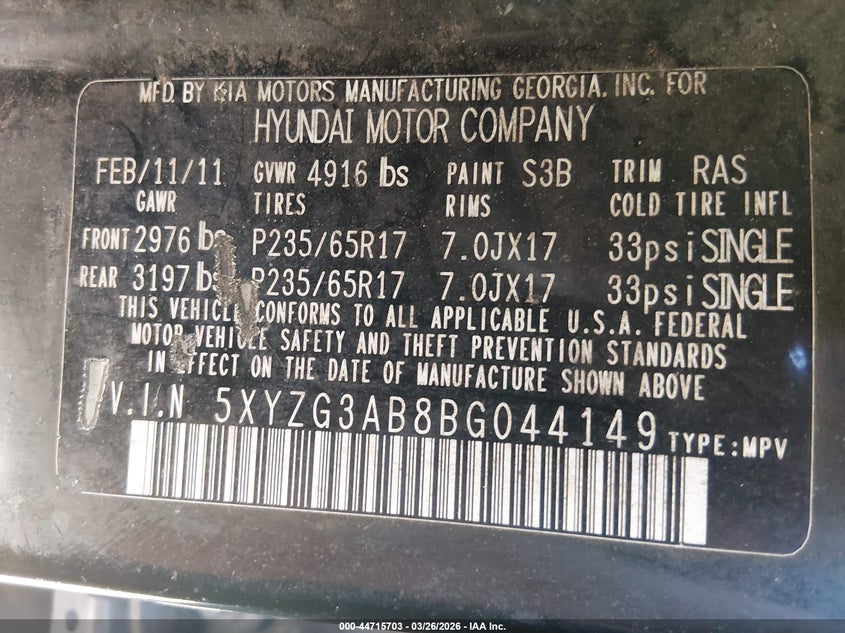 MFD. BY KIA MOTORS MANUFACTURING GEORGIA, INC. FOR
HYUNDAI MOTOR COMPANY
FEB/11/11 GVWR 4916 lbs PAINT S3B TRIM RAS
GAWR TIRES RIMS COLD TIRE INFL
FRONT 2976 lbs P235/65R17 7.0JX17 33psi SINGLE
REAR 3197 lbs P235/65R17 7.0JX17 33psi SINGLE
THIS VEHICLE CONFORMS TO ALL APPLICABLE U.S.A. FEDERAL
MOTOR VEHICLE SAFETY AND THEFT PREVENTION STANDARDS
IN EFFECT ON THE DATE OF MANUFACTURE SHOWN ABOVE
V.I.N 5XYZG3AB8BG044149 TYPE:MPV
000-44715703 — 03/26/2026 — IAA Inc.